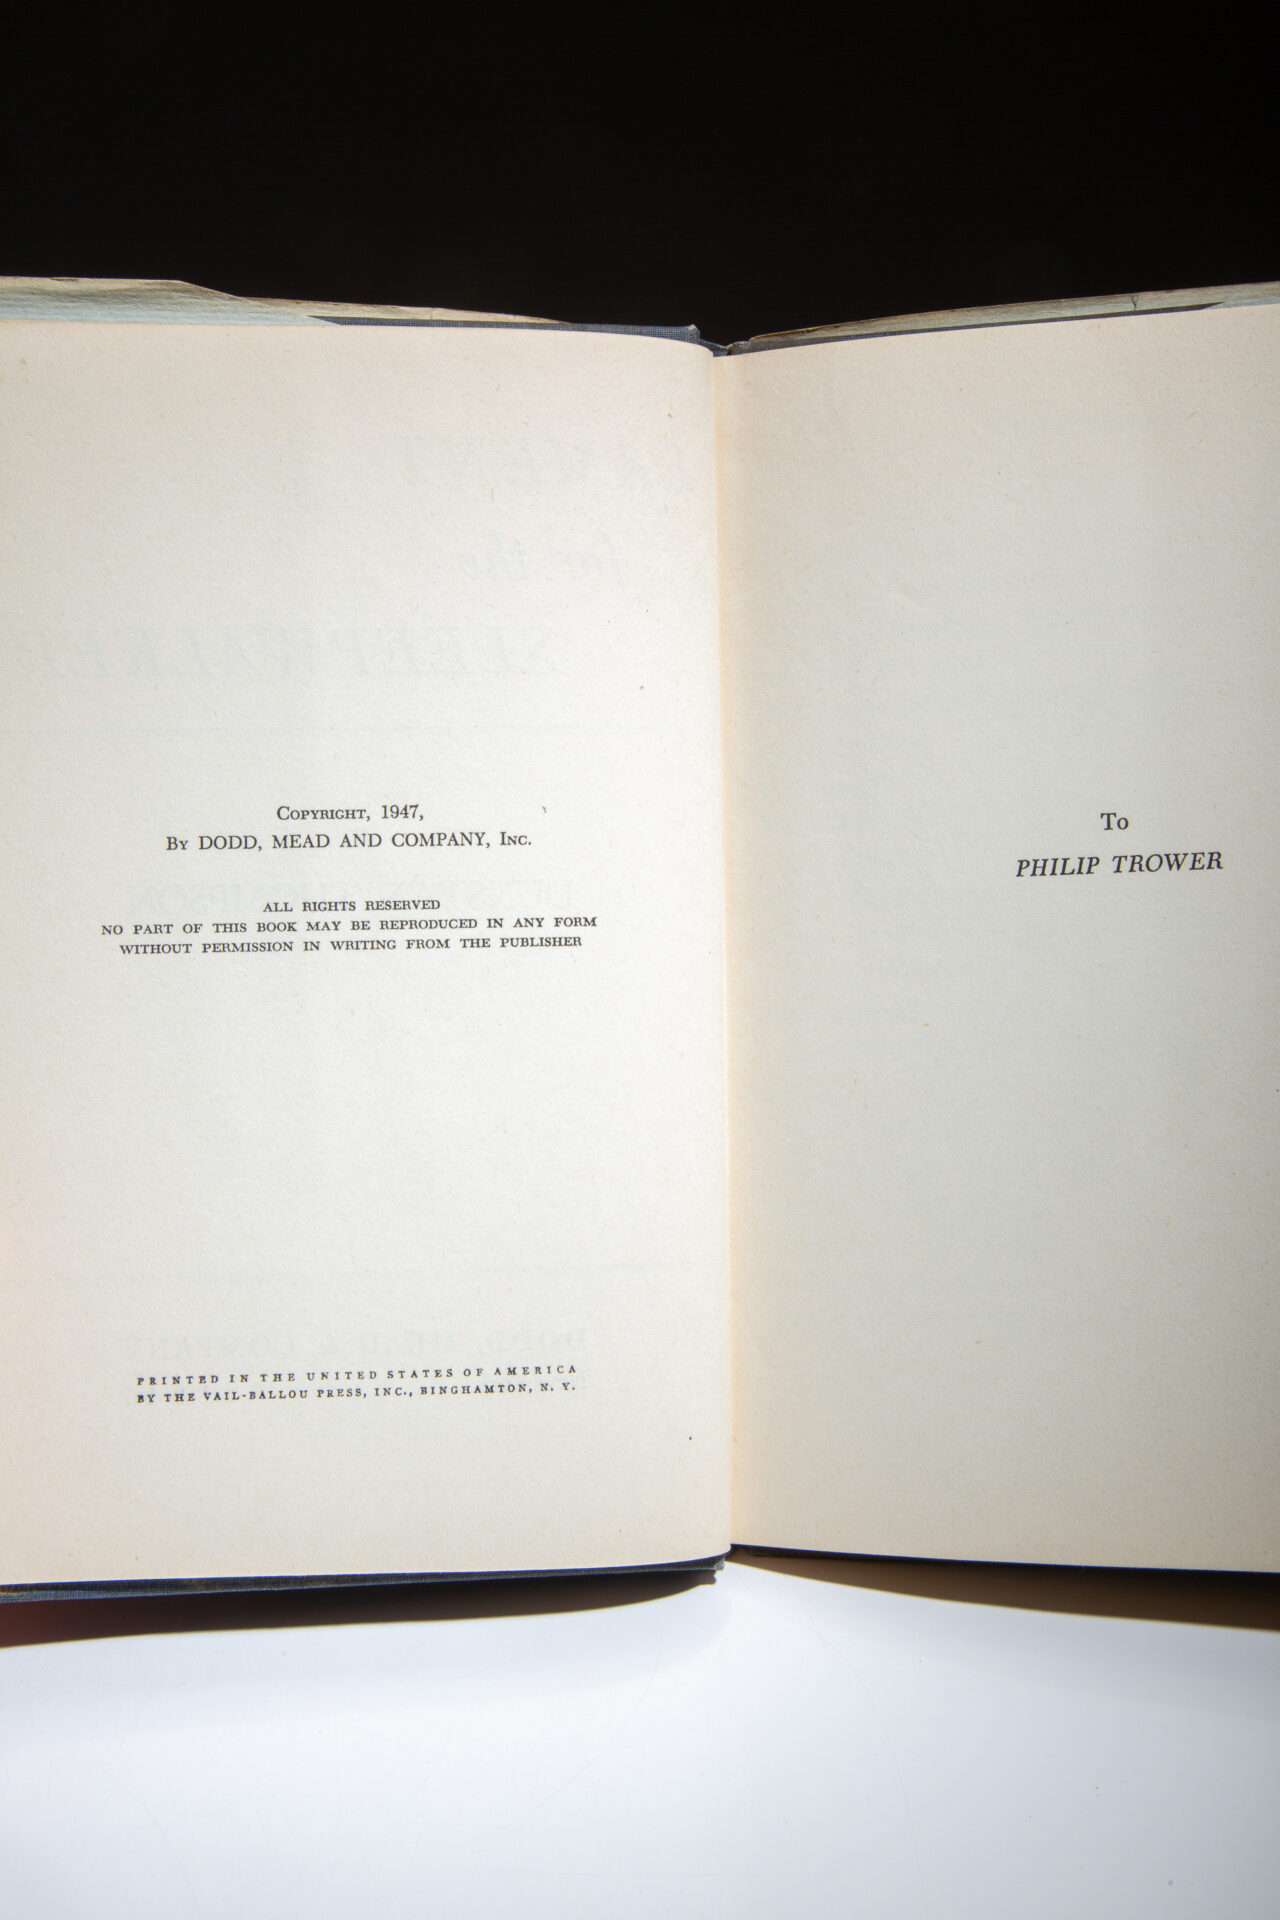 COPYRIGHT, 1947,
BY DODD, MEAD AND COMPANY, INC.
ALL RIGHTS RESERVED
NO PART OF THIS BOOK MAY BE REPRODUCED IN ANY FORM
WITHOUT PERMISSION IN WRITING FROM THE PUBLISHER
PRINTED IN THE UNITED STATES OF AMERICA
BY THE VAIL-BALLOU PRESS, INC., BINGHAMTON, N. Y.
To
PHILIP TROWER